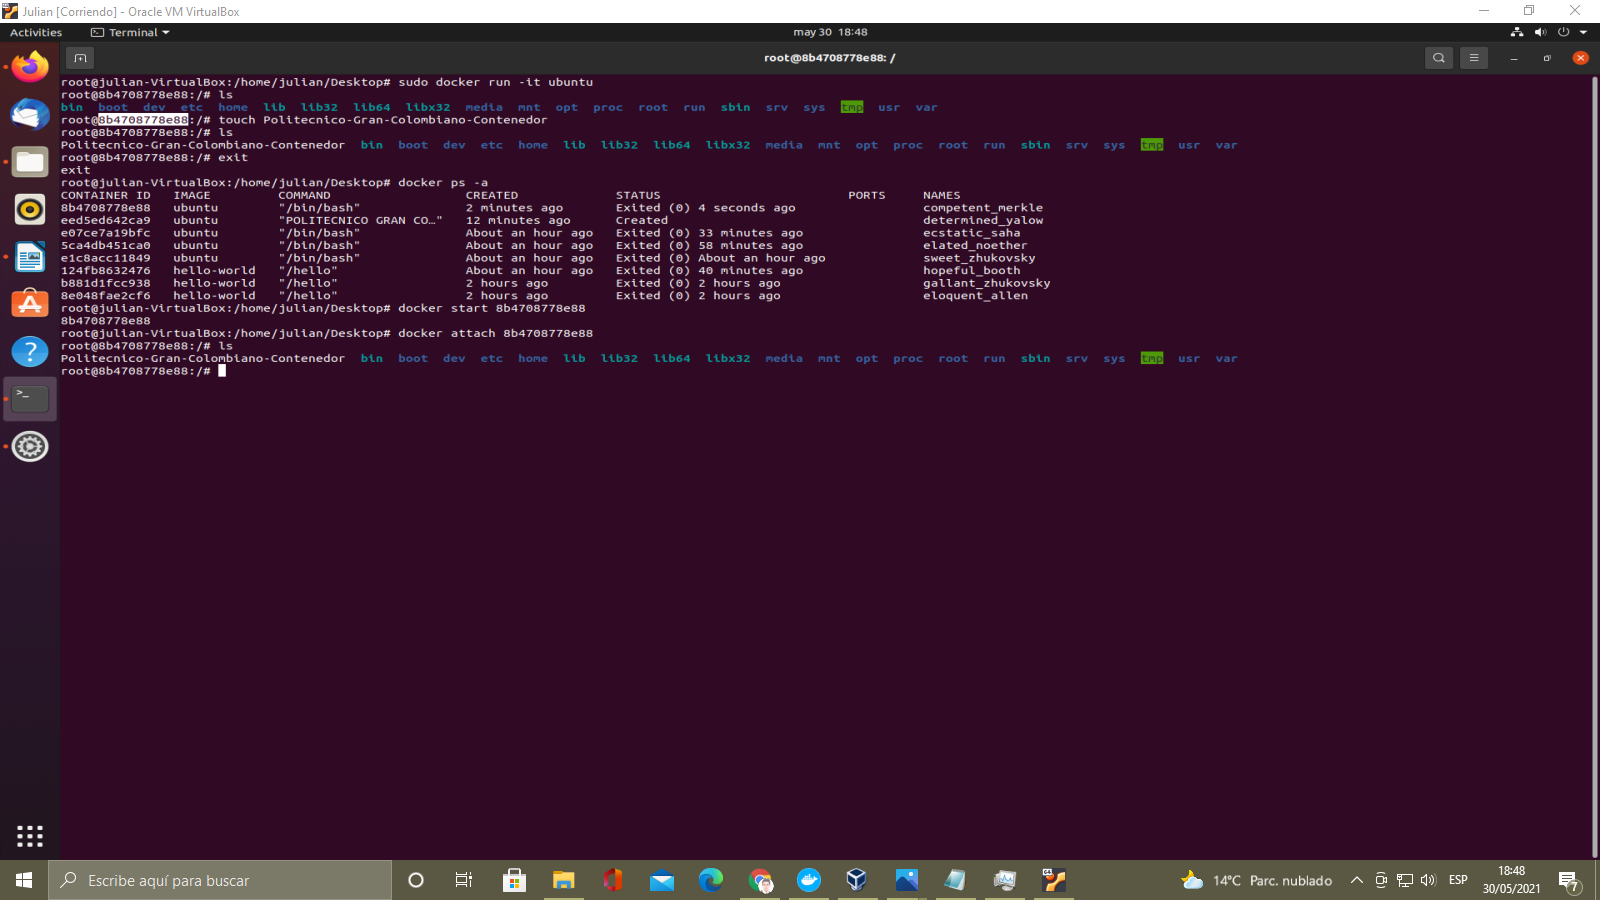 Julian [Corriendo] - Oracle VM VirtualBox
Activities Terminal may 30 18:48
root@8b4708778e88: /
root@julian-VirtualBox:/home/julian/Desktop# sudo docker run -it ubuntu
root@8b4708778e88:/# ls
bin boot dev etc home lib lib32 lib64 libx32 media mnt opt proc root run sbin srv sys tmp usr var
root@8b4708778e88:/# touch Politecnico-Gran-Colombiano-Contenedor
root@8b4708778e88:/# ls
Politecnico-Gran-Colombiano-Contenedor bin boot dev etc home lib lib32 lib64 libx32 media mnt opt proc root run sbin srv sys tmp usr var
root@8b4708778e88:/# exit
exit
root@julian-VirtualBox:/home/julian/Desktop# docker ps -a
CONTAINER ID IMAGE COMMAND CREATED STATUS PORTS NAMES
8b4708778e88 ubuntu "/bin/bash" 2 minutes ago Exited (0) 4 seconds ago competent_merkle
eed5ed642ca9 ubuntu "POLITECNICO GRAN CO…" 12 minutes ago Created determined_yalow
e07ce7a19bfc ubuntu "/bin/bash" About an hour ago Exited (0) 33 minutes ago ecstatic_saha
5ca4db451ca0 ubuntu "/bin/bash" About an hour ago Exited (0) 58 minutes ago elated_noether
e1c8acc11849 ubuntu "/bin/bash" About an hour ago Exited (0) About an hour ago sweet_zhukovsky
124fb8632476 hello-world "/hello" About an hour ago Exited (0) 40 minutes ago hopeful_booth
b881d1fcc938 hello-world "/hello" 2 hours ago Exited (0) 2 hours ago gallant_zhukovsky
8e048fae2cf6 hello-world "/hello" 2 hours ago Exited (0) 2 hours ago eloquent_allen
root@julian-VirtualBox:/home/julian/Desktop# docker start 8b4708778e88
8b4708778e88
root@julian-VirtualBox:/home/julian/Desktop# docker attach 8b4708778e88
root@8b4708778e88:/# ls
Politecnico-Gran-Colombiano-Contenedor bin boot dev etc home lib lib32 lib64 libx32 media mnt opt proc root run sbin srv sys tmp usr var
root@8b4708778e88:/#
Escribe aquí para buscar
14°C Parc. nublado
ESP
18:48
30/05/2021
7